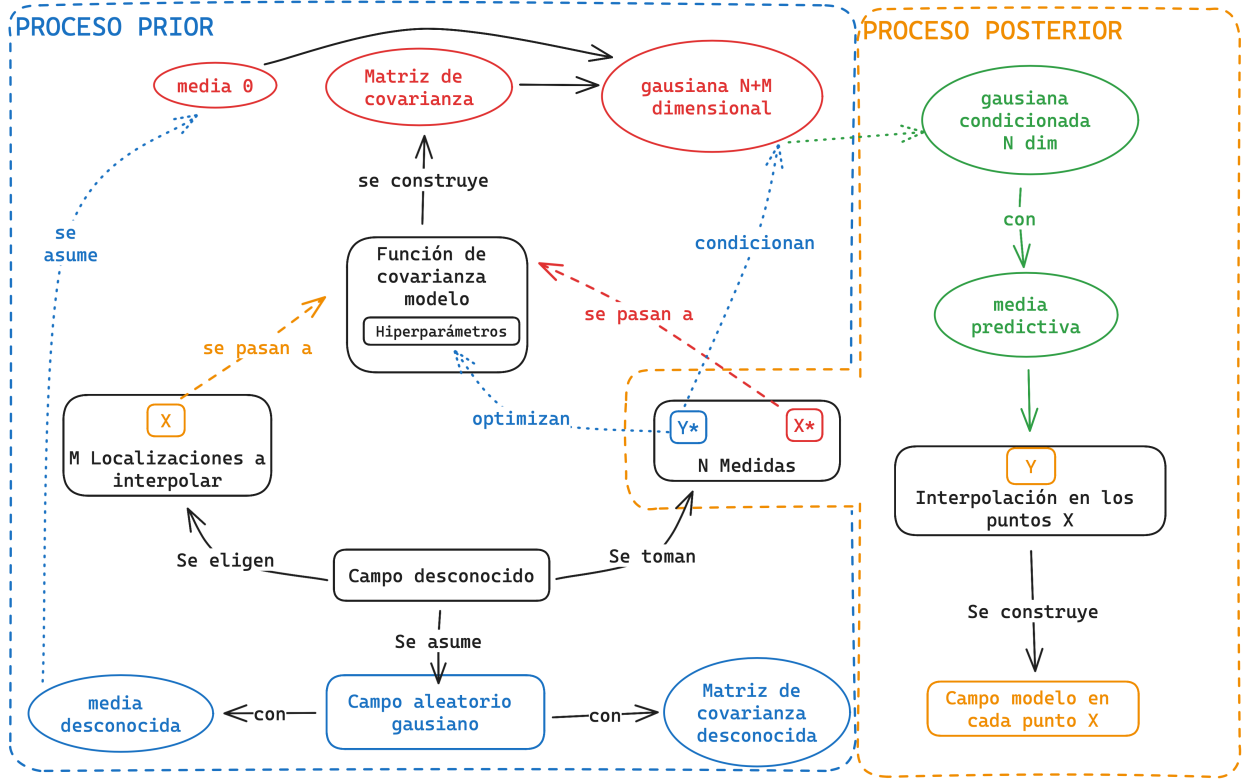 PROCESO PRIOR
PROCESO POSTERIOR
media 0
Matriz de
covarianza
gausiana N+M
dimensional
gausiana
condicionada
N dim
se construye
con
se
asume
condicionan
Función de
covarianza
modelo
Hiperparámetros
se pasan a
se pasan a
media
predictiva
X
M Localizaciones a
interpolar
optimizan
Y*
X*
N Medidas
Y
Interpolación en los
puntos X
Se eligen
Campo desconocido
Se toman
Se asume
Se construye
media
desconocida
con
Campo aleatorio
gausiano
con
Matriz de
covarianza
desconocida
Campo modelo en
cada punto X